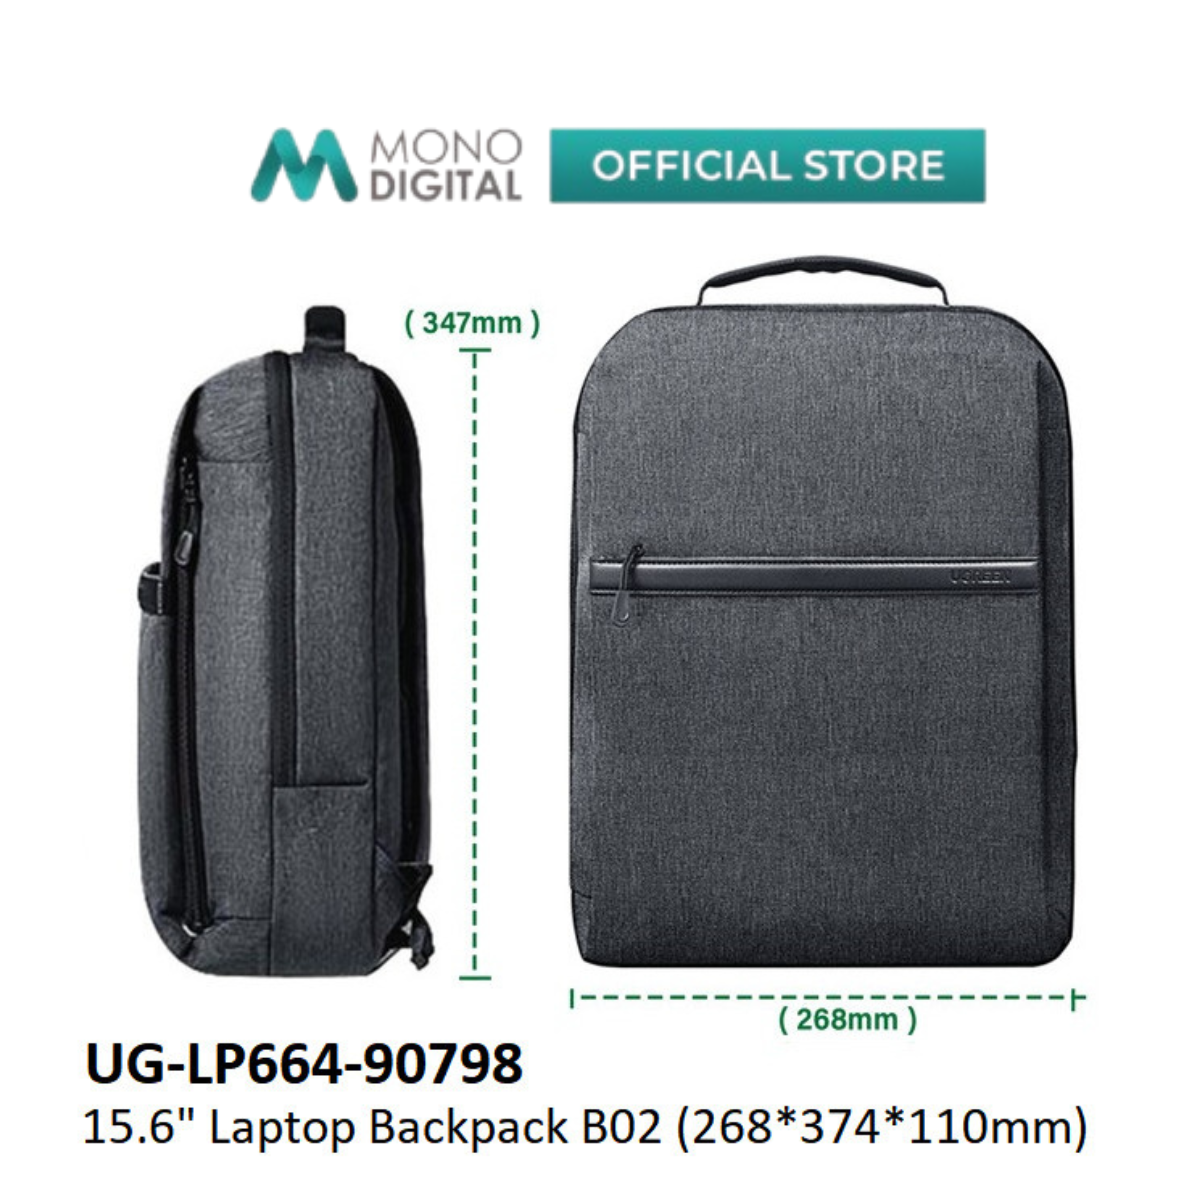 MONO
DIGITAL
OFFICIAL STORE
( 347mm )
UGREEN
( 268mm )
UG-LP664-90798
15.6" Laptop Backpack B02 (268*374*110mm)